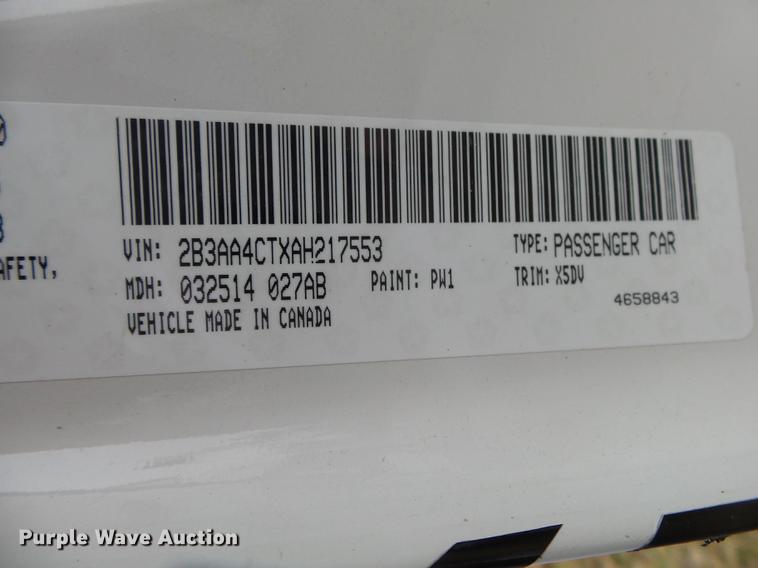 AFETY,
VIN: 2B3AA4CTXAH217553
TYPE: PASSENGER CAR
MDH: 032514 027AB
PAINT: PW1
TRIM: X5DV
VEHICLE MADE IN CANADA
4658843
Purple Wave Auction